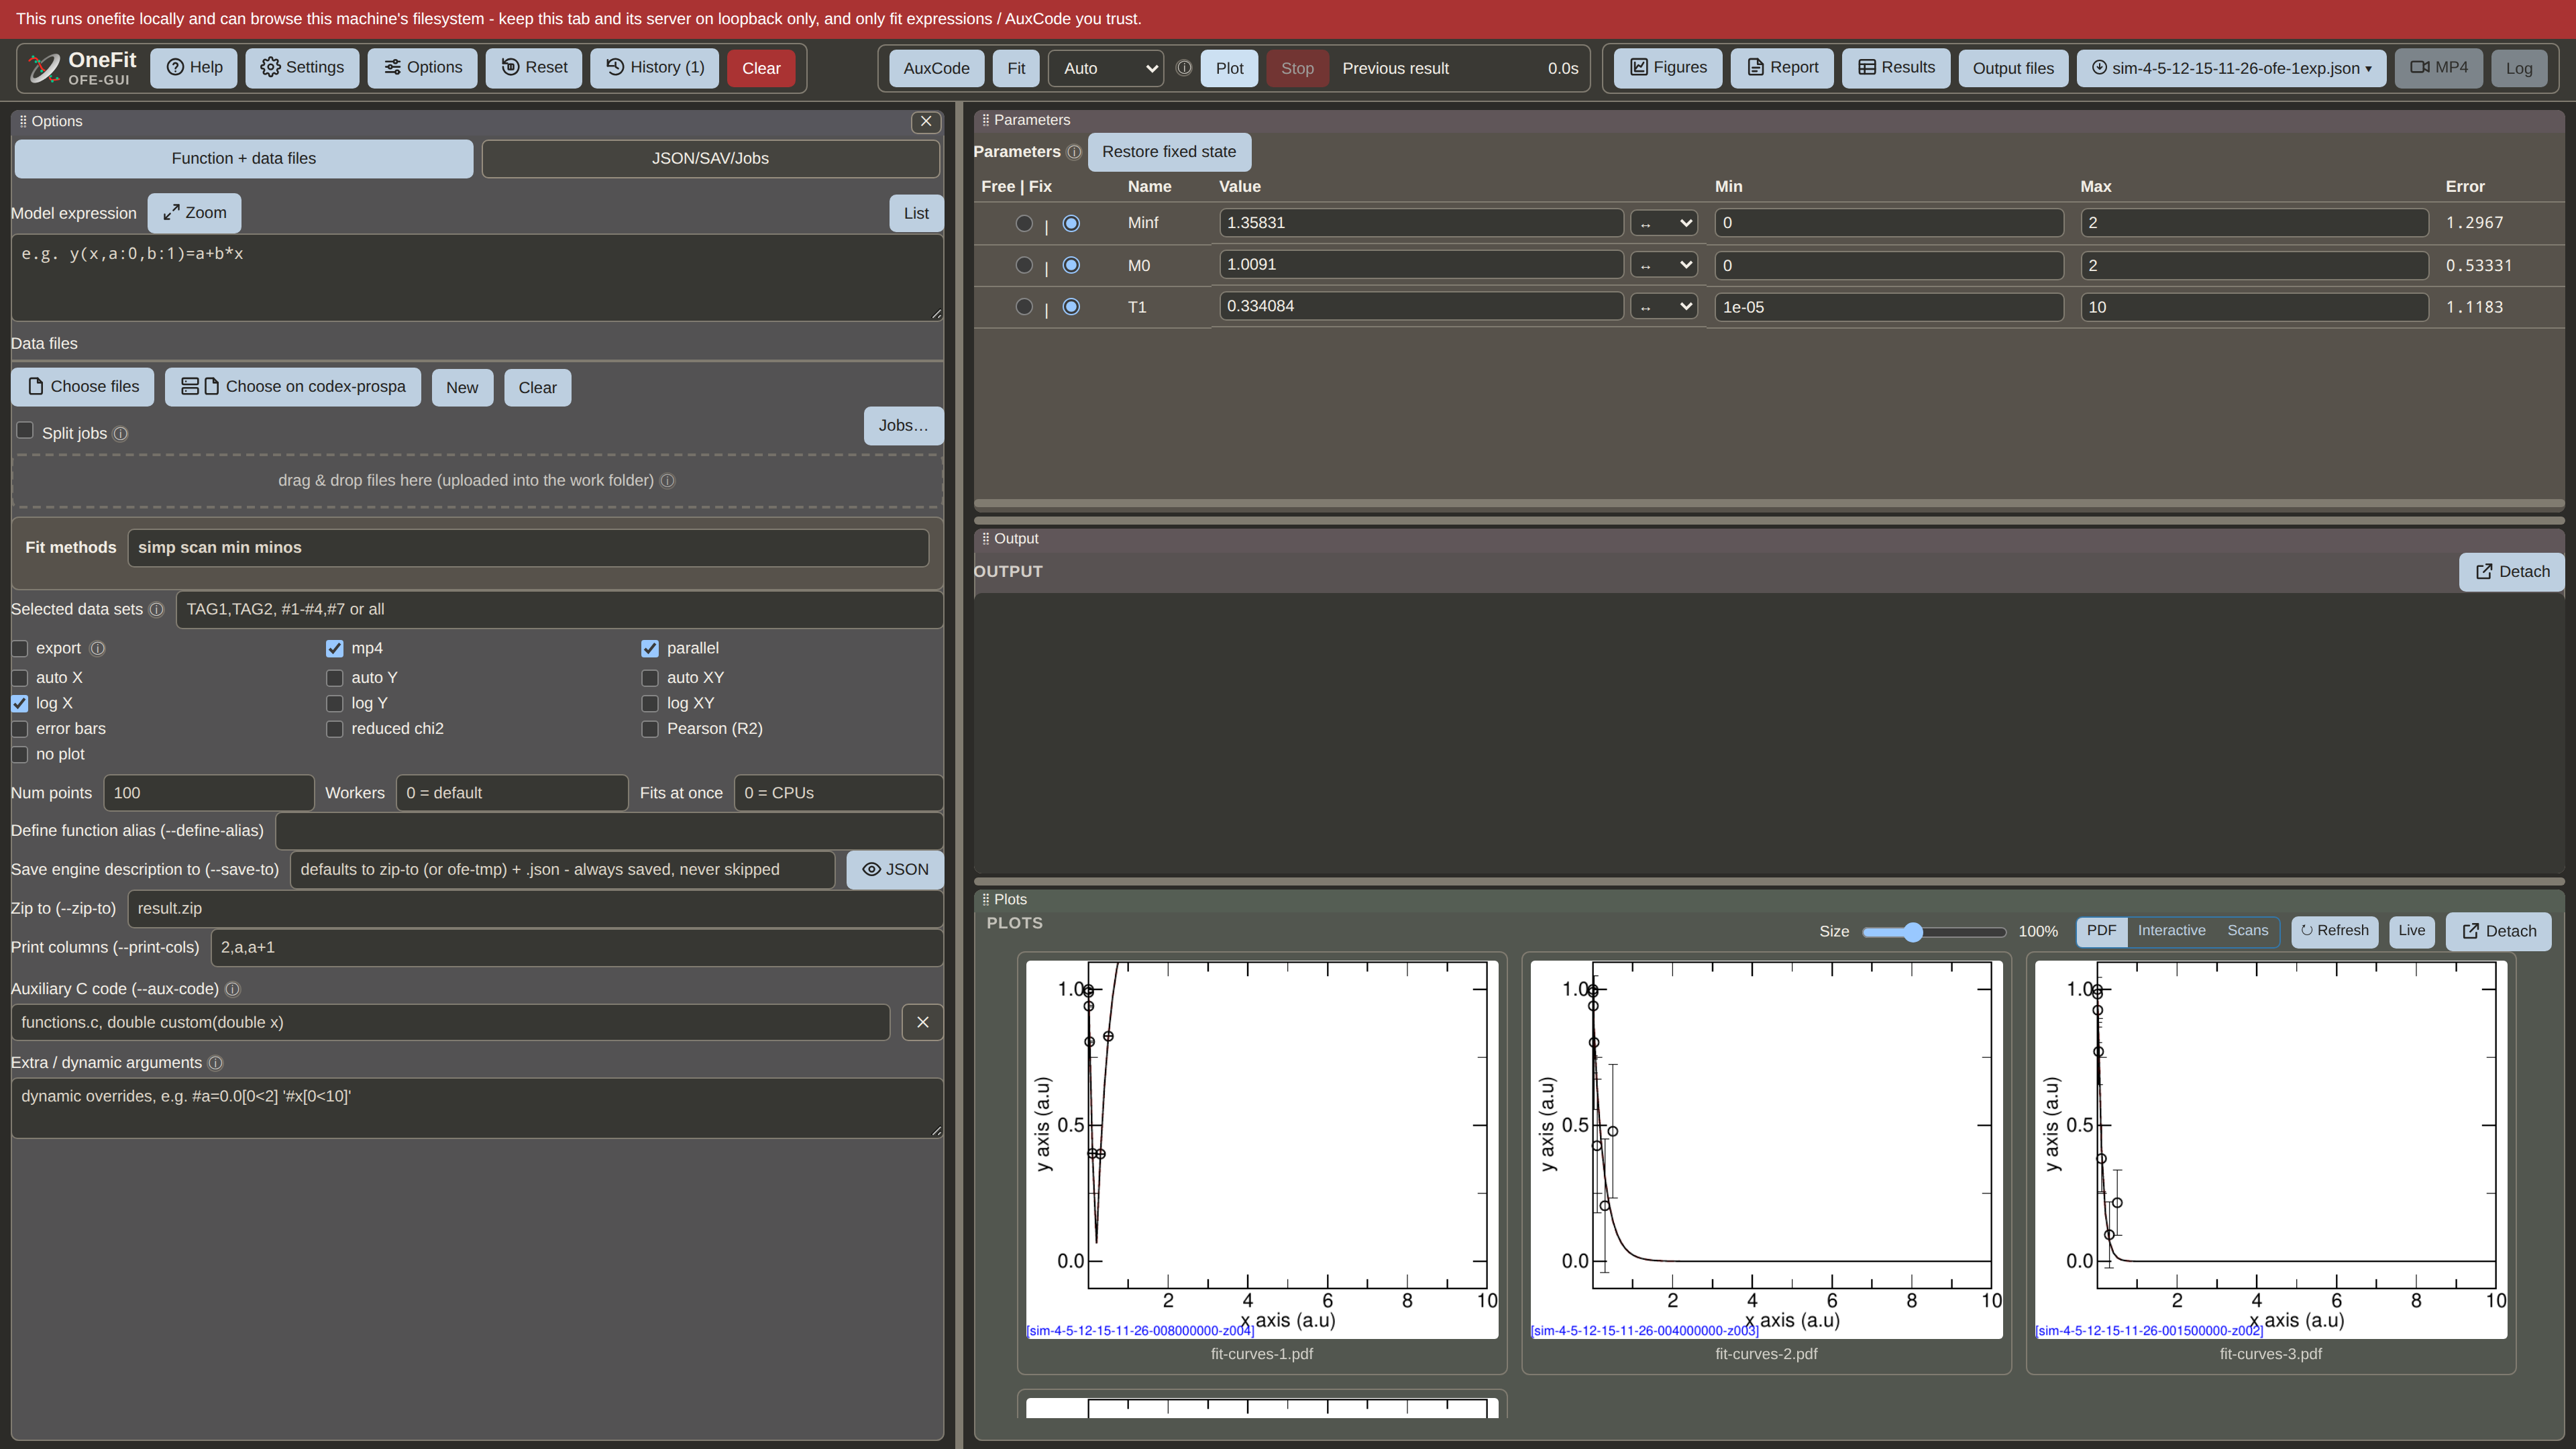 This runs onefite locally and can browse this machine's filesystem - keep this tab and its server on loopback only, and only fit expressions / AuxCode you trust.
OneFit
OFE-GUI
Help
Settings
Options
Reset
History (1)
Clear
AuxCode
Fit
Auto
Plot
Stop
Previous result
0.0s
Figures
Report
Results
Output files
sim-4-5-12-15-11-26-ofe-1exp.json ▾
MP4
Log
Options
Function + data files
JSON/SAV/Jobs
Model expression
Zoom
List
e.g. y(x,a:0,b:1)=a+b*x
Data files
Choose files
Choose on codex-prospa
New
Clear
Split jobs
Jobs…
drag & drop files here (uploaded into the work folder)
Fit methods simp scan min minos
Selected data sets TAG1,TAG2, #1-#4,#7 or all
export mp4 parallel
auto X auto Y auto XY
log X log Y log XY
error bars reduced chi2 Pearson (R2)
no plot
Num points 100 Workers 0 = default Fits at once 0 = CPUs
Define function alias (--define-alias)
Save engine description to (--save-to) defaults to zip-to (or ofe-tmp) + .json - always saved, never skipped JSON
Zip to (--zip-to) result.zip
Print columns (--print-cols) 2,a,a+1
Auxiliary C code (--aux-code)
functions.c, double custom(double x)
Extra / dynamic arguments
dynamic overrides, e.g. #a=0.0[0<2] '#x[0<10]'
Parameters
Parameters Restore fixed state
Free | Fix Name Value Min Max Error
| Minf 1.35831 ↔ 0 2 1.2967
| M0 1.0091 ↔ 0 2 0.53331
| T1 0.334084 ↔ 1e-05 10 1.1183
Output
OUTPUT
Detach
Plots
PLOTS
Size 100% PDF Interactive Scans Refresh Live Detach
1.0
0.5
0.0
y axis (a.u)
2 4 6 8 10
x axis (a.u)
[sim-4-5-12-15-11-26-008000000-z004]
fit-curves-1.pdf
1.0
0.5
0.0
y axis (a.u)
2 4 6 8 10
x axis (a.u)
[sim-4-5-12-15-11-26-004000000-z003]
fit-curves-2.pdf
1.0
0.5
0.0
y axis (a.u)
2 4 6 8 10
x axis (a.u)
[sim-4-5-12-15-11-26-001500000-z002]
fit-curves-3.pdf